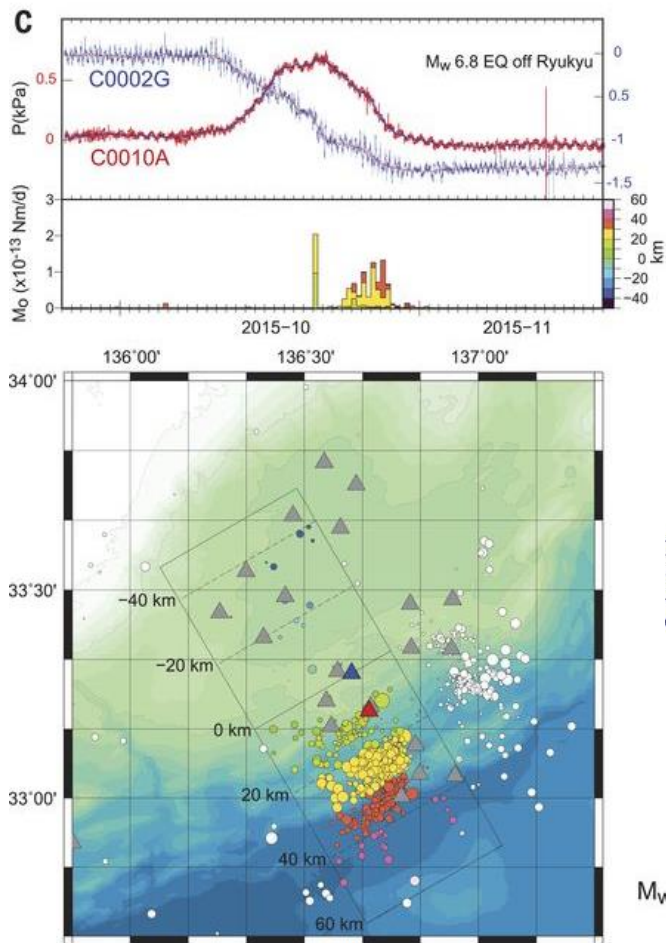 C
M_W 6.8 EQ off Ryukyu
C0002G
C0010A
P(kPa)
0.5
0
0
0.5
-1
-1.5
M_O (x10^-13 Nm/d)
3
2
1
0
60
40
20
0
-20
-40
km
2015-10
2015-11
136°00'
136°30'
137°00'
34°00'
33°30'
33°00'
−40 km
−20 km
0 km
20 km
40 km
60 km
M_W